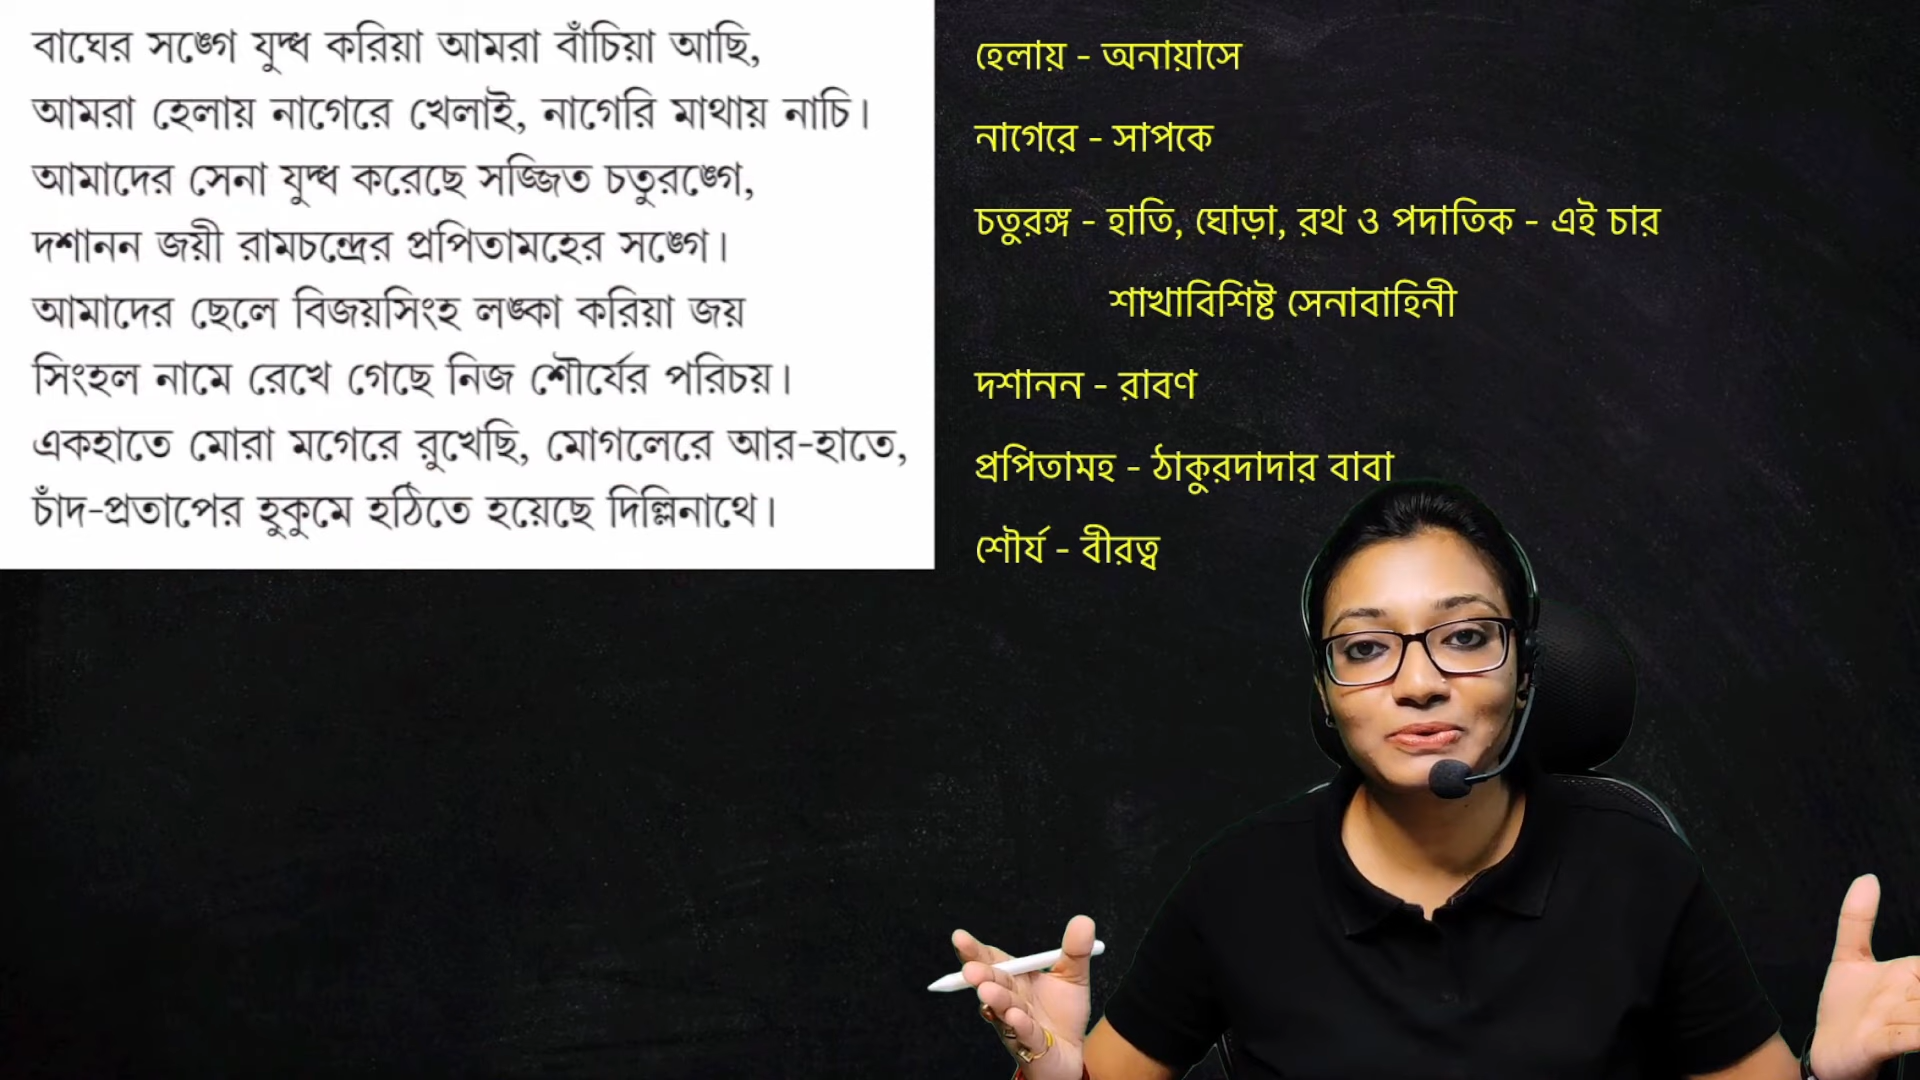 বাঘের সঙ্গে যুদ্ধ করিয়া আমরা বাঁচিয়া আছি,
আমরা হেলায় নাগেরে খেলাই, নাগেরি মাথায় নাচি।
আমাদের সেনা যুদ্ধ করেছে সজ্জিত চতুরঙ্গে,
দশানন জয়ী রামচন্দ্রের প্রপিতামহের সঙ্গে।
আমাদের ছেলে বিজয়সিংহ লঙ্কা করিয়া জয়
সিংহল নামে রেখে গেছে নিজ শৌর্যের পরিচয়।
একহাতে মোরা মগেরে রুখেছি, মোগলেরে আর-হাতে,
চাঁদ-প্রতাপের হুকুমে হঠিতে হয়েছে দিল্লিনাথে।
হেলায় - অনায়াসে
নাগেরে - সাপকে
চতুরঙ্গ - হাতি, ঘোড়া, রথ ও পদাতিক - এই চার
শাখাবিশিষ্ট সেনাবাহিনী
দশানন - রাবণ
প্রপিতামহ - ঠাকুরদাদার বাবা
শৌর্য - বীরত্ব